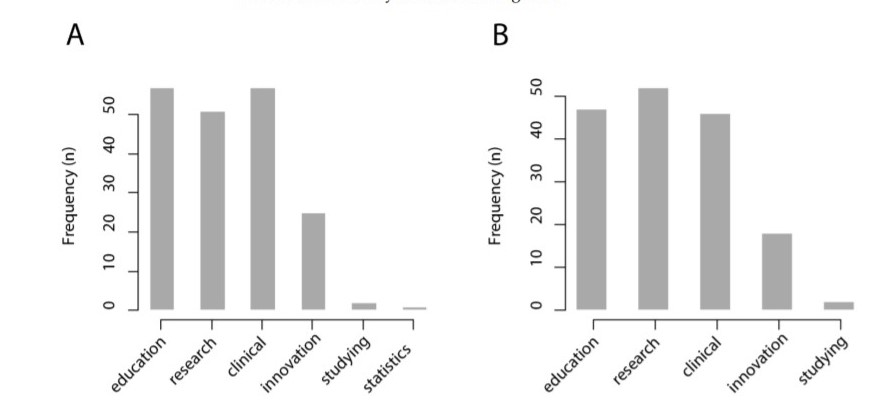 A
B
Frequency (n)
50
40
30
20
10
0
education
research
clinical
innovation
studying
statistics
Frequency (n)
50
40
30
20
10
0
education
research
clinical
innovation
studying